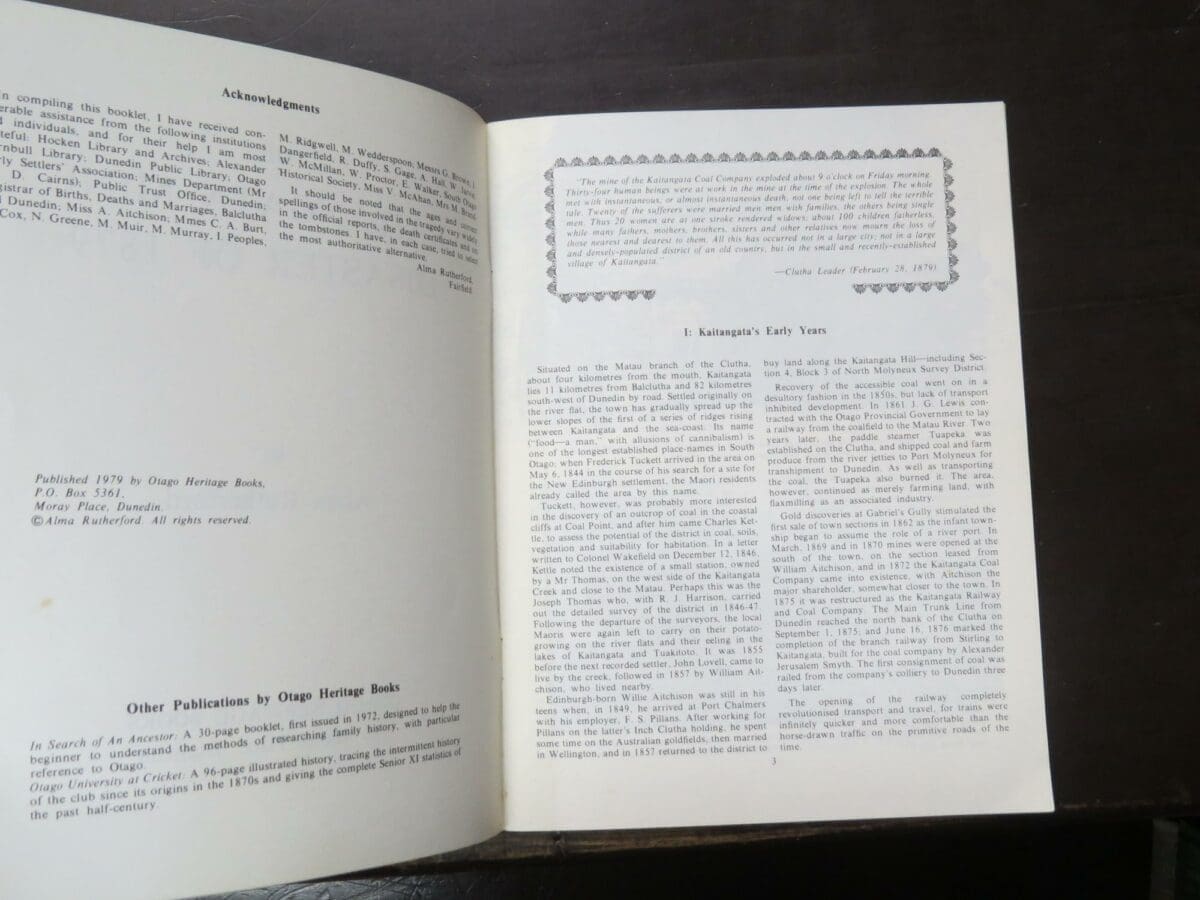 Acknowledgments
In compiling this booklet, I have received con-
erable assistance from the following institutions
d individuals, and for their help I am most
teful: Hocken Library and Archives; Alexander
rnbull Library; Dunedin Public Library; Otago
rly Settlers' Association; Mines Department (Mr
D. Cairns); Public Trust Office, Dunedin;
gistrar of Births, Deaths and Marriages, Balclutha
d Dunedin; Miss A. Aitchison; Mmes C. A. Burt,
Cox, N. Greene, M. Muir, M. Murray, I. Peoples,
M. Ridgwell, M. Wedderspoon; Messrs G. Brown, J.
Dangerfield, R. Duffy, S. Gage, A. Hall, W. Jarvie,
W. McMillan, W. Proctor, E. Walker, South Otago
Historical Society, Miss V. McAhan, Mrs M.
It should be noted that the ages and correct
spellings of those involved in the tragedy vary widely
in the official reports, the death certificates and on
the tombstones. I have, in each case, tried to select
the most authoritative alternative.
Alma Rutherford,
Fairfield.
Published 1979 by Otago Heritage Books,
P.O. Box 5361,
Moray Place, Dunedin.
©Alma Rutherford. All rights reserved.
Other Publications by Otago Heritage Books
In Search of An Ancestor: A 30-page booklet, first issued in 1972, designed to help the
beginner to understand the methods of researching family history, with particular
reference to Otago.
Otago University at Cricket: A 96-page illustrated history, tracing the intermittent history
of the club since its origins in the 1870s and giving the complete Senior XI statistics of
the past half-century.
"The mine of the Kaitangata Coal Company exploded about 9 o'clock on Friday morning.
Thirty-four human beings were at work in the mine at the time of the explosion. The whole
met with instantaneous, or almost instantaneous death, not one being left to tell the terrible
tale. Twenty of the sufferers were married men men with families, the others being single
men. Thus 20 women are at one stroke rendered widows; about 100 children fatherless,
while many fathers, mothers, brothers, sisters and other relatives now mourn the loss of
those nearest and dearest to them. All this has occurred not in a large city; not in a large
and densely-populated district of an old country, but in the small and recently-established
village of Kaitangata."
—Clutha Leader (February 28, 1879)
I: Kaitangata's Early Years
Situated on the Matau branch of the Clutha,
about four kilometres from the mouth, Kaitangata
lies 11 kilometres from Balclutha and 82 kilometres
south-west of Dunedin by road. Settled originally on
the river flat, the town has gradually spread up the
lower slopes of the first of a series of ridges rising
between Kaitangata and the sea-coast. Its name
("food—a man," with allusions of cannibalism) is
one of the longest established place-names in South
Otago; when Frederick Tuckett arrived in the area on
May 6, 1844 in the course of his search for a site for
the New Edinburgh settlement, the Maori residents
already called the area by this name.
Tuckett, however, was probably more interested
in the discovery of an outcrop of coal in the coastal
cliffs at Coal Point, and after him came Charles Ket-
tle, to assess the potential of the district in coal, soils,
vegetation and suitability for habitation. In a letter
written to Colonel Wakefield on December 12, 1846,
Kettle noted the existence of a small station, owned
by a Mr Thomas, on the west side of the Kaitangata
Creek and close to the Matau. Perhaps this was the
Joseph Thomas who, with R. J. Harrison, carried
out the detailed survey of the district in 1846-47.
Following the departure of the surveyors, the local
Maoris were again left to carry on their potato-
growing on the river flats and their eeling in the
lakes of Kaitangata and Tuakitoto. It was 1855
before the next recorded settler, John Lovell, came to
live by the creek, followed in 1857 by William Ait-
chison, who lived nearby.
Edinburgh-born Willie Aitchison was still in his
teens when, in 1849, he arrived at Port Chalmers
with his employer, F. S. Pillans. After working for
Pillans on the latter's Inch Clutha holding, he spent
some time on the Australian goldfields, then married
in Wellington, and in 1857 returned to the district to
buy land along the Kaitangata Hill—including Sec-
tion 4, Block 3 of North Molyneux Survey District.
Recovery of the accessible coal went on in a
desultory fashion in the 1850s, but lack of transport
inhibited development. In 1861 J. G. Lewis con-
tracted with the Otago Provincial Government to lay
a railway from the coalfield to the Matau River. Two
years later, the paddle steamer Tuapeka was
established on the Clutha, and shipped coal and farm
produce from the river jetties to Port Molyneux for
transhipment to Dunedin. As well as transporting
the coal, the Tuapeka also burned it. The area,
however, continued as merely farming land, with
flaxmilling as an associated industry.
Gold discoveries at Gabriel's Gully stimulated the
first sale of town sections in 1862 as the infant town-
ship began to assume the role of a river port. In
March, 1869 and in 1870 mines were opened at the
south of the town, on the section leased from
William Aitchison, and in 1872 the Kaitangata Coal
Company came into existence, with Aitchison the
major shareholder, somewhat closer to the town. In
1875 it was restructured as the Kaitangata Railway
and Coal Company. The Main Trunk Line from
Dunedin reached the north bank of the Clutha on
September 1, 1875; and June 16, 1876 marked the
completion of the branch railway from Stirling to
Kaitangata, built for the coal company by Alexander
Jerusalem Smyth. The first consignment of coal was
railed from the company's colliery to Dunedin three
days later.
The opening of the railway completely
revolutionised transport and travel, for trains were
infinitely quicker and more comfortable than the
horse-drawn traffic on the primitive roads of the
time.
3